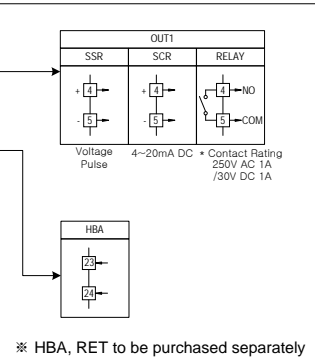 OUT1
SSR SCR RELAY
+ 4 + 4 4 NO
- 5 - 5 5 COM
Voltage Pulse
4~20mA DC
* Contact Rating
250V AC 1A
/30V DC 1A
HBA
23
24
※ HBA, RET to be purchased separately